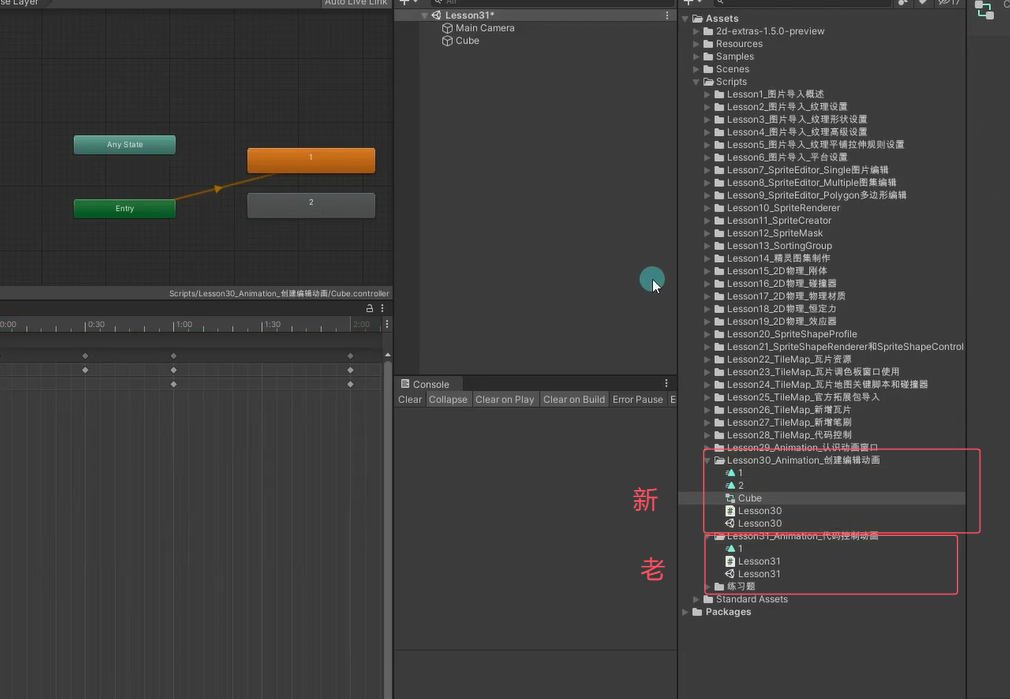 se Layer
Auto Live Link
All
17
Lesson31*
Main Camera
Cube
Any State
1
Entry
2
Scripts/Lesson30_Animation_创建编辑动画/Cube.controller
0:00
0:30
1:00
1:30
2:00
Console
Clear
Collapse
Clear on Play
Clear on Build
Error Pause
E
新
老
Assets
2d-extras-1.5.0-preview
Resources
Samples
Scenes
Scripts
Lesson1_图片导入概述
Lesson2_图片导入_纹理设置
Lesson3_图片导入_纹理形状设置
Lesson4_图片导入_纹理高级设置
Lesson5_图片导入_纹理平铺拉伸规则设置
Lesson6_图片导入_平台设置
Lesson7_SpriteEditor_Single图片编辑
Lesson8_SpriteEditor_Multiple图集编辑
Lesson9_SpriteEditor_Polygon多边形编辑
Lesson10_SpriteRenderer
Lesson11_SpriteCreator
Lesson12_SpriteMask
Lesson13_SortingGroup
Lesson14_精灵图集制作
Lesson15_2D物理_刚体
Lesson16_2D物理_碰撞器
Lesson17_2D物理_物理材质
Lesson18_2D物理_恒定力
Lesson19_2D物理_效应器
Lesson20_SpriteShapeProfile
Lesson21_SpriteShapeRenderer和SpriteShapeControl
Lesson22_TileMap_瓦片资源
Lesson23_TileMap_瓦片调色板窗口使用
Lesson24_TileMap_瓦片地图关键脚本和碰撞器
Lesson25_TileMap_官方拓展包导入
Lesson26_TileMap_新增瓦片
Lesson27_TileMap_新增笔刷
Lesson28_TileMap_代码控制
Lesson29_Animation_认识动画窗口
Lesson30_Animation_创建编辑动画
1
2
Cube
Lesson30
Lesson30
Lesson31_Animation_代码控制动画
1
Lesson31
Lesson31
练习题
Standard Assets
Packages